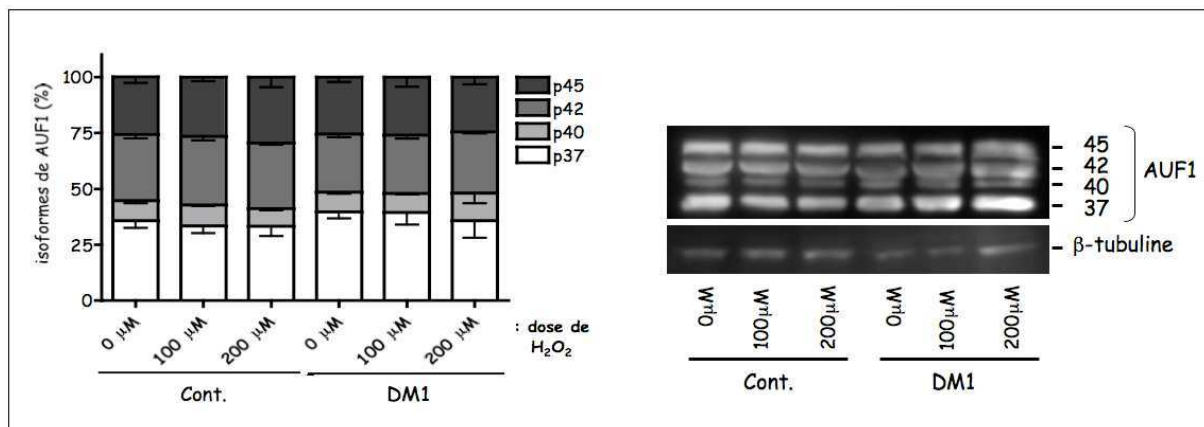 isoformes de AUF1 (%)
100
75
50
25
0
p45
p42
p40
p37
0 µM
100 µM
200 µM
0 µM
100 µM
200 µM
: dose de
H₂O₂
Cont.
DM1
- 45
- 42
- 40
- 37
AUF1
- β-tubuline
0µM
100µM
200µM
0µM
100µM
200µM
Cont.
DM1